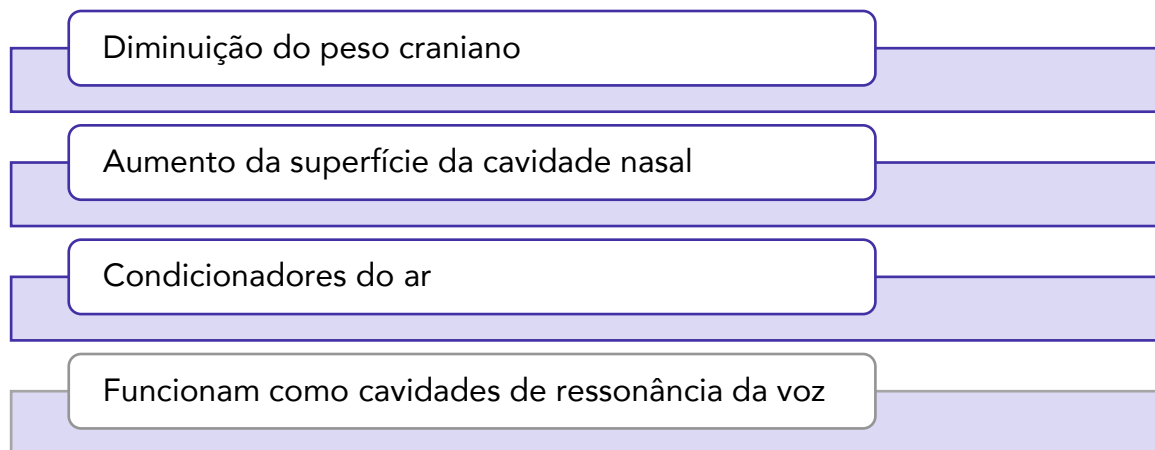 Diminuição do peso craniano
Aumento da superfície da cavidade nasal
Condicionadores do ar
Funcionam como cavidades de ressonância da voz